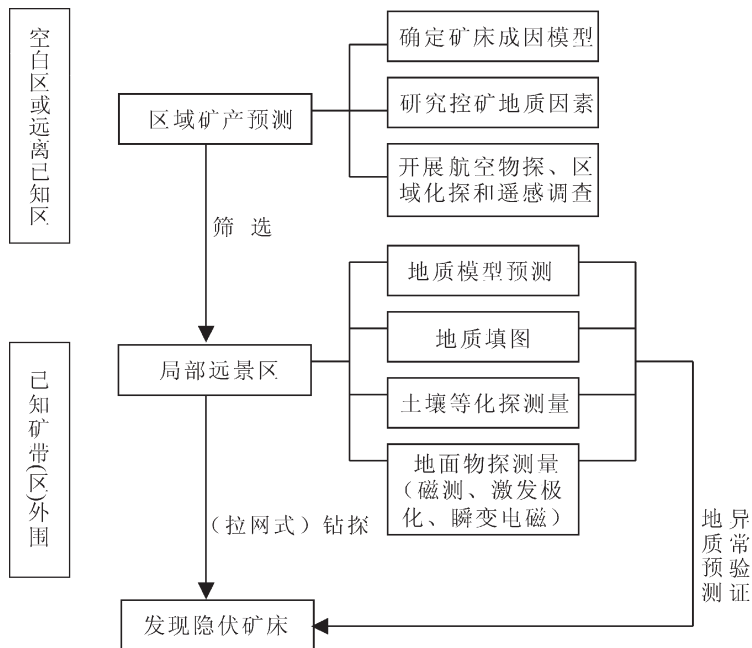 空白区或远离已知区
确定矿床成因模型
区域矿产预测
研究控矿地质因素
开展航空物探、区
域化探和遥感调查
筛 选
已知矿带(区)外围
地质模型预测
地质填图
局部远景区
土壤等化探测量
地面物探测量
（磁测、激发极
化、瞬变电磁）
（拉网式）钻探
异常验证
地质预测
发现隐伏矿床